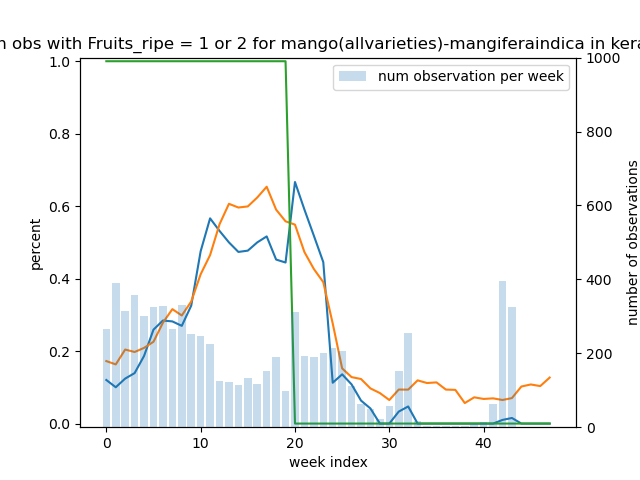 obs with Fruits_ripe = 1 or 2 for mango(allvarieties)-mangiferaindica in
num observation per week
1.0
0.8
0.6
0.4
0.2
0.0
percent
1000
800
600
400
200
0
number of observations
0 10 20 30 40
week index